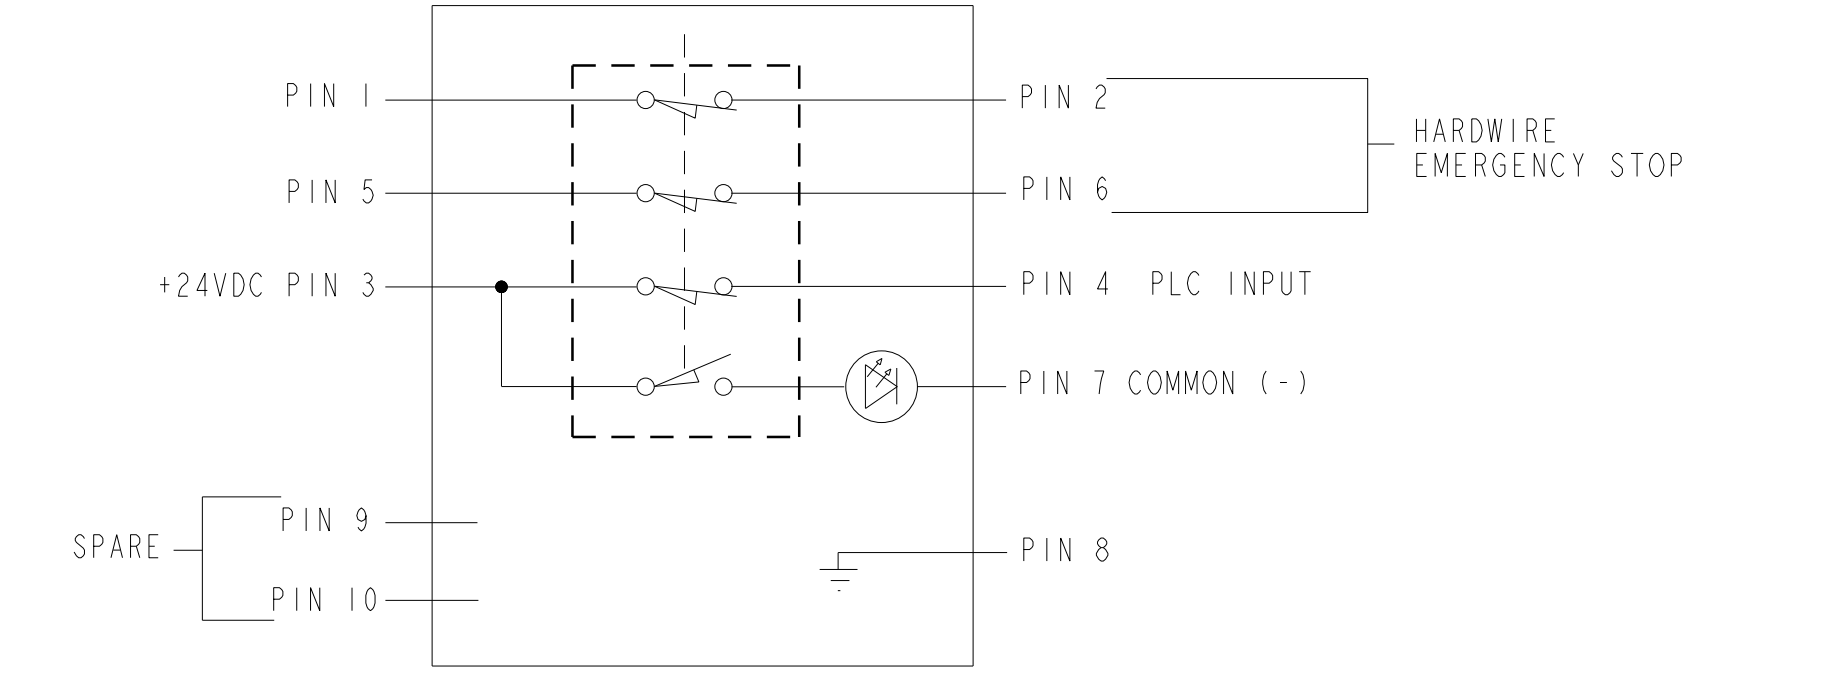 PIN 1
PIN 2
HARDWIRE
EMERGENCY STOP
PIN 5
PIN 6
+24VDC PIN 3
PIN 4 PLC INPUT
PIN 7 COMMON (-)
PIN 9
SPARE
PIN 8
PIN 10